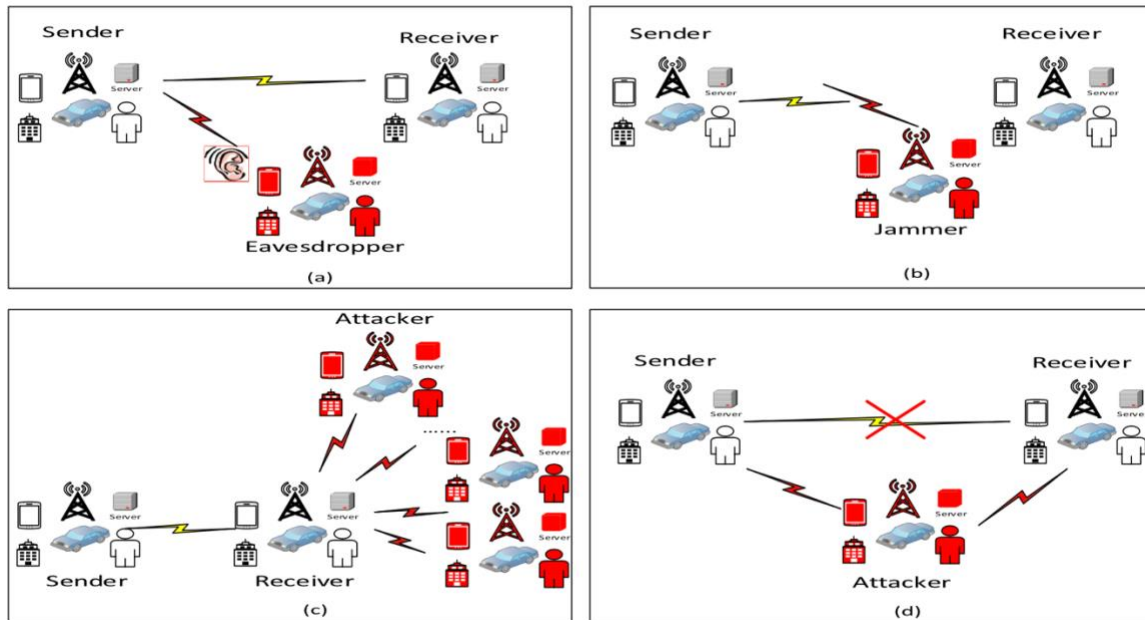 Sender
Receiver
Server
Server
Server
Eavesdropper
(a)
Sender
Receiver
Server
Server
Server
Jammer
(b)
Attacker
Server
......
Server
Server
Server
Server
Sender
Receiver
(c)
Sender
Receiver
Server
Server
Server
Attacker
(d)